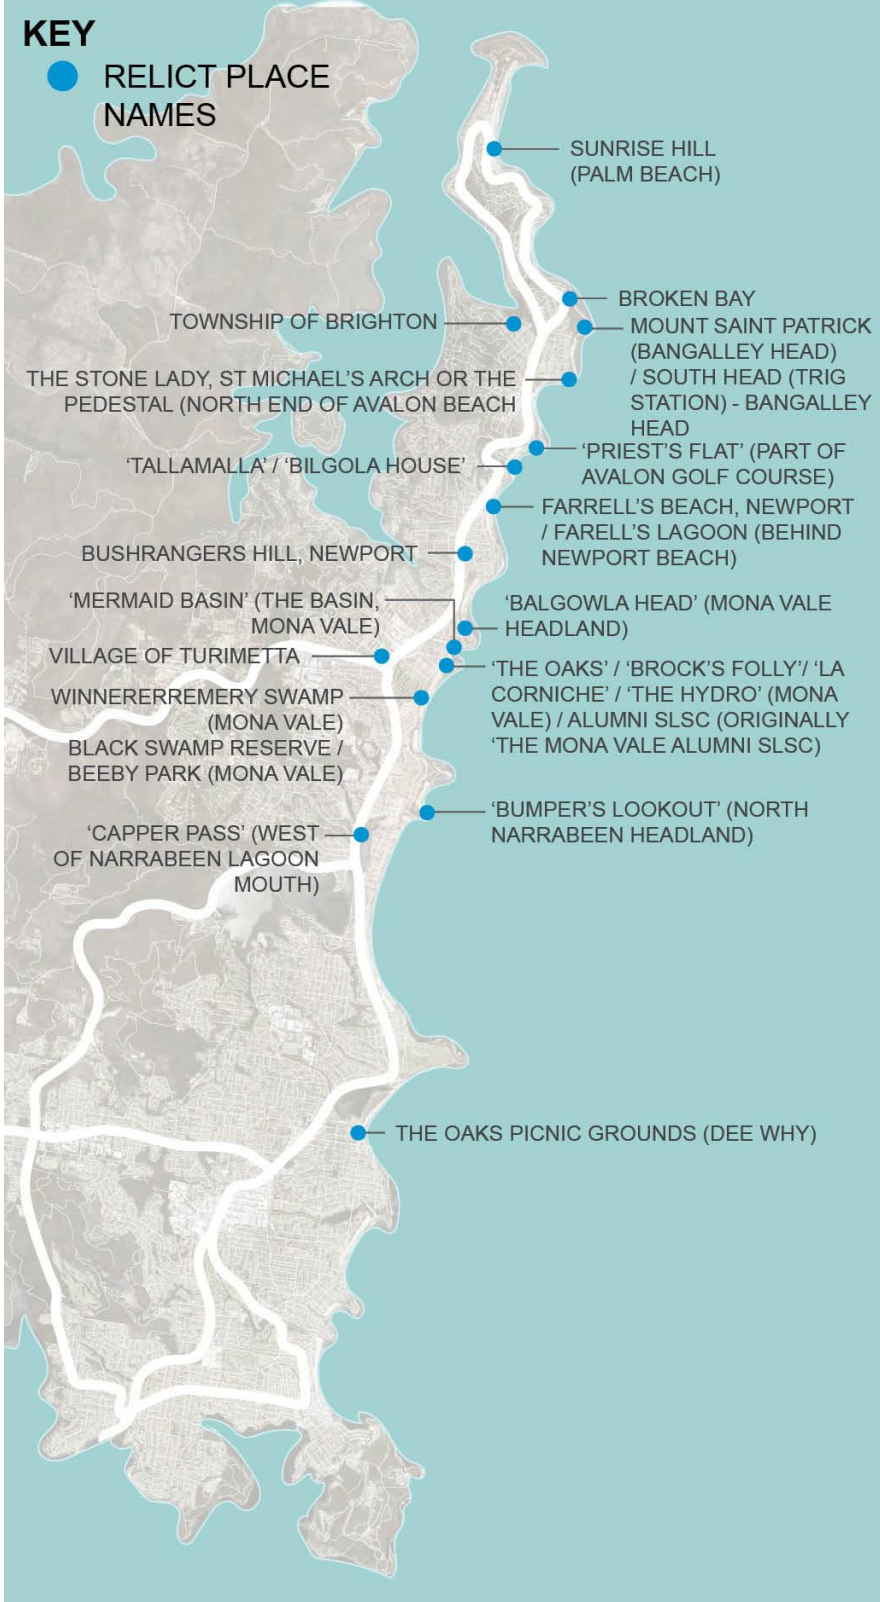 KEY
RELICT PLACE
NAMES
SUNRISE HILL
(PALM BEACH)
BROKEN BAY
TOWNSHIP OF BRIGHTON
MOUNT SAINT PATRICK
(BANGALLEY HEAD)
/ SOUTH HEAD (TRIG
STATION) - BANGALLEY
HEAD
THE STONE LADY, ST MICHAEL'S ARCH OR THE
PEDESTAL (NORTH END OF AVALON BEACH
‘PRIEST’S FLAT’ (PART OF
AVALON GOLF COURSE)
‘TALLAMALLA’ / ‘BILGOLA HOUSE’
FARRELL’S BEACH, NEWPORT
/ FARELL’S LAGOON (BEHIND
NEWPORT BEACH)
BUSHRANGERS HILL, NEWPORT
‘MERMAID BASIN’ (THE BASIN,
MONA VALE)
‘BALGOWLA HEAD’ (MONA VALE
HEADLAND)
VILLAGE OF TURIMETTA
‘THE OAKS’ / ‘BROCK’S FOLLY’/ ‘LA
CORNICHE’ / ‘THE HYDRO’ (MONA
VALE) / ALUMNI SLSC (ORIGINALLY
‘THE MONA VALE ALUMNI SLSC)
WINNERERREMERY SWAMP
(MONA VALE)
BLACK SWAMP RESERVE /
BEEBY PARK (MONA VALE)
‘BUMPER’S LOOKOUT’ (NORTH
NARRABEEN HEADLAND)
‘CAPPER PASS’ (WEST
OF NARRABEEN LAGOON
MOUTH)
THE OAKS PICNIC GROUNDS (DEE WHY)